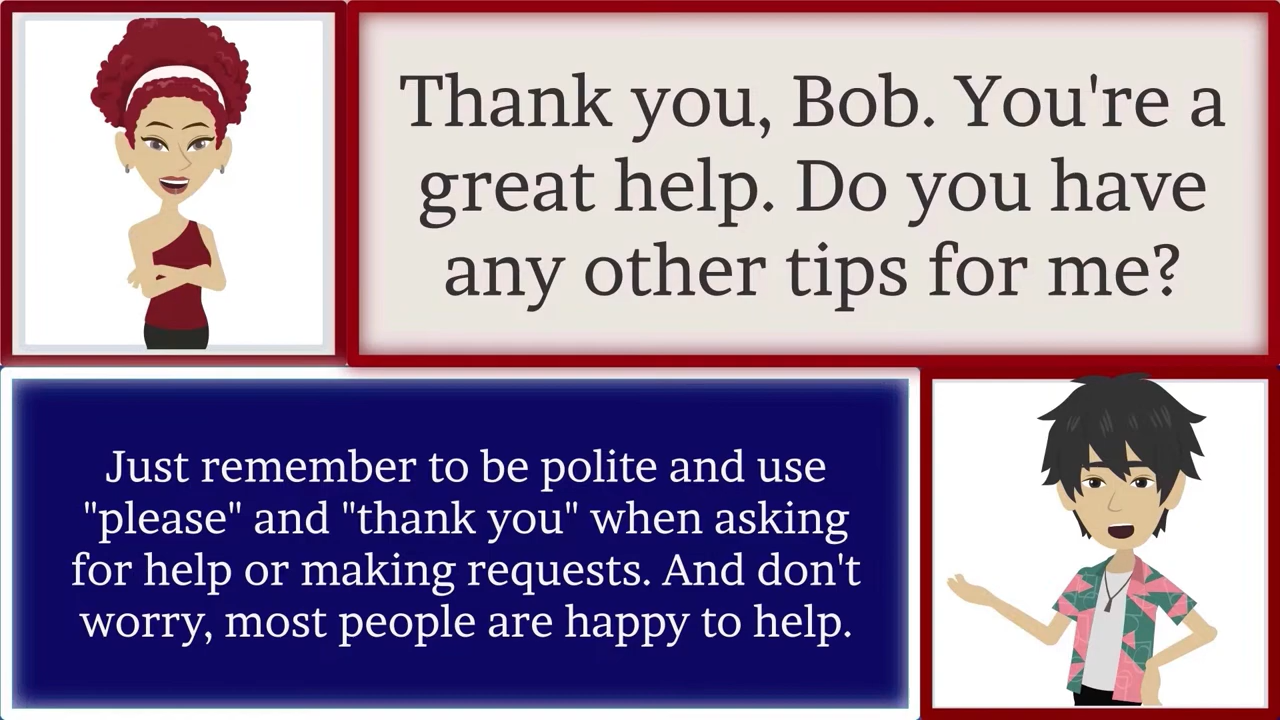 Thank you, Bob. You're a
great help. Do you have
any other tips for me?
Just remember to be polite and use
"please" and "thank you" when asking
for help or making requests. And don't
worry, most people are happy to help.